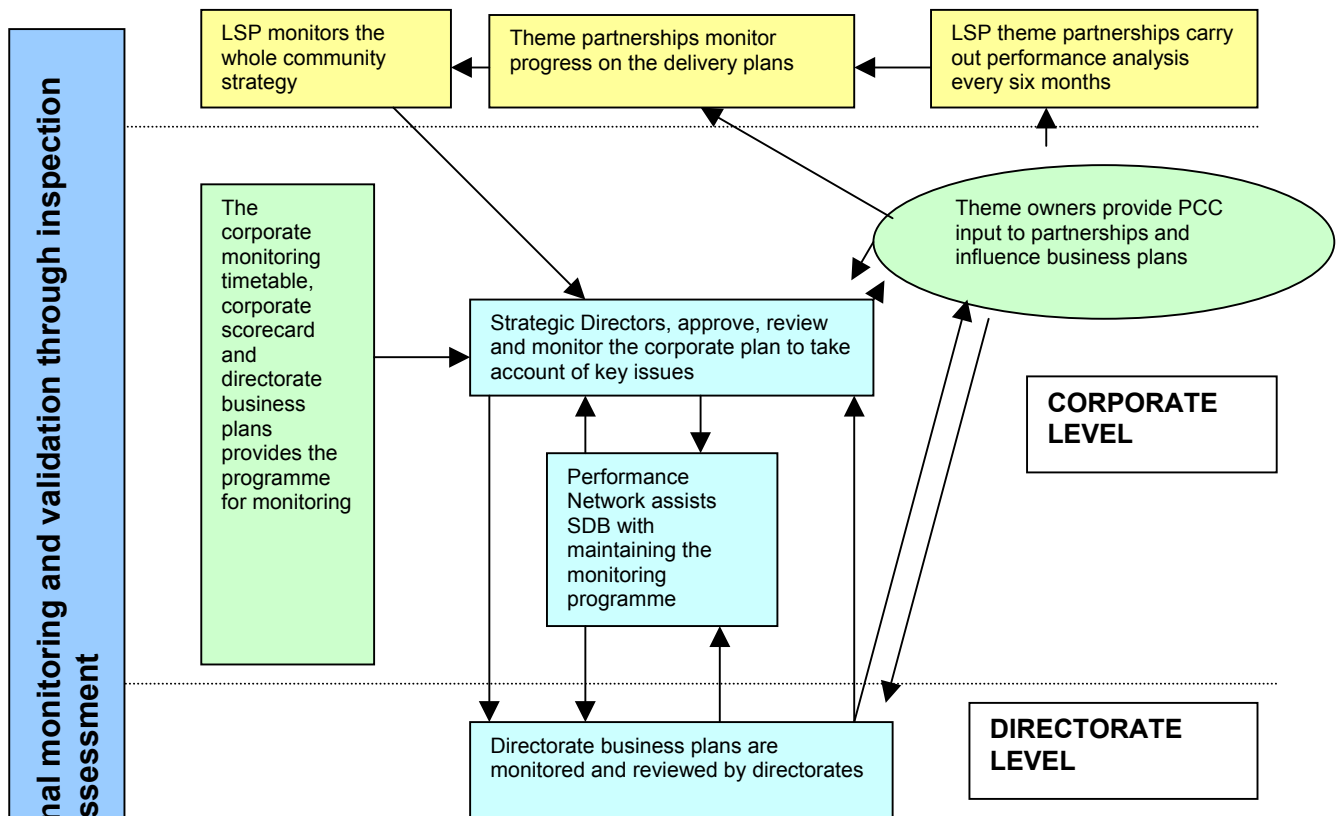 LSP monitors the
whole community
strategy
Theme partnerships monitor
progress on the delivery plans
LSP theme partnerships carry
out performance analysis
every six months
The
corporate
monitoring
timetable,
corporate
scorecard
and
directorate
business
plans
provides the
programme
for monitoring
Theme owners provide PCC
input to partnerships and
influence business plans
Strategic Directors, approve, review
and monitor the corporate plan to take
account of key issues
CORPORATE
LEVEL
Performance
Network assists
SDB with
maintaining the
monitoring
programme
Directorate business plans are
monitored and reviewed by directorates
DIRECTORATE
LEVEL
monitoring and validation through inspection